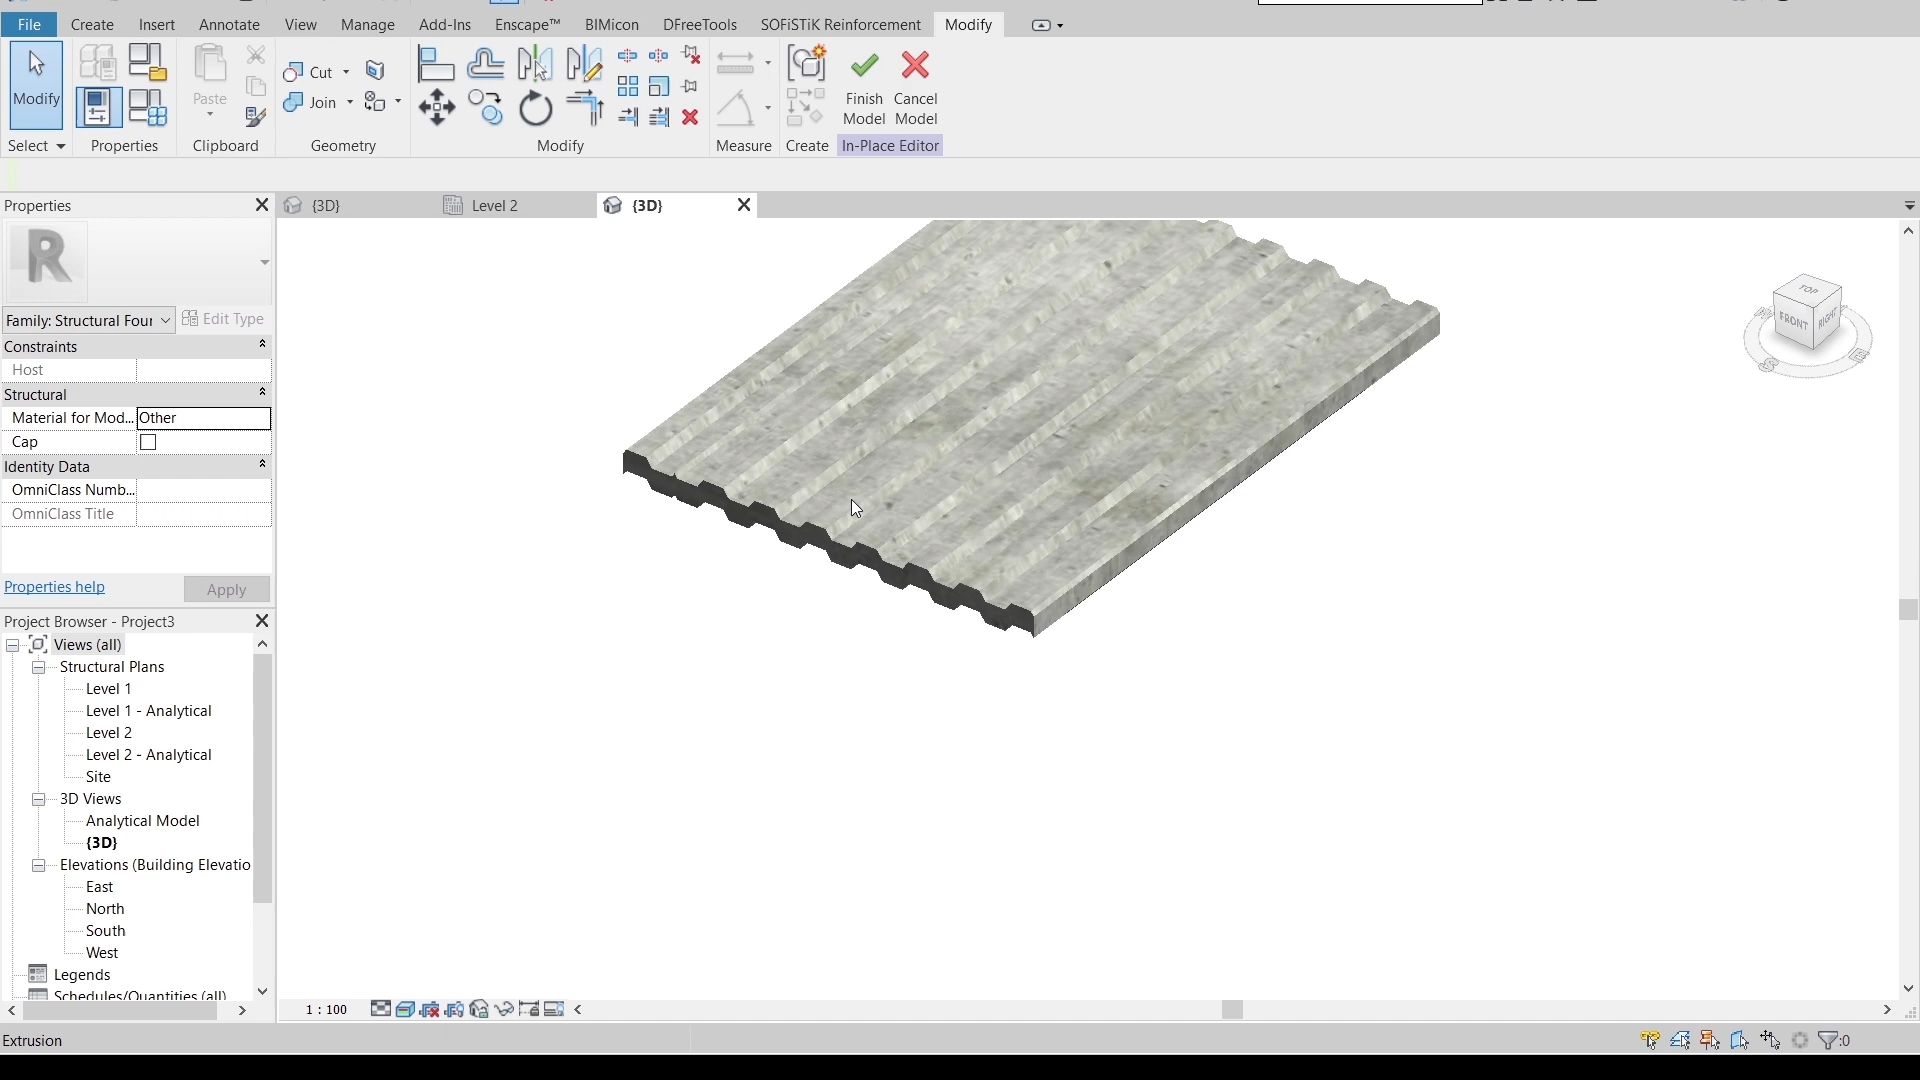 File Create Insert Annotate View Manage Add-Ins Enscape™ BIMicon DFreeTools SOFiSTiK Reinforcement Modify
Modify Paste Cut Join Finish Model Cancel Model
Select Properties Clipboard Geometry Modify Measure Create In-Place Editor
Properties
{3D} Level 2 {3D}
R
Family: Structural Four Edit Type
Constraints
Host
Structural
Material for Mod... Other
Cap
Identity Data
OmniClass Numb...
OmniClass Title
Properties help Apply
Project Browser - Project3
Views (all)
Structural Plans
Level 1
Level 1 - Analytical
Level 2
Level 2 - Analytical
Site
3D Views
Analytical Model
{3D}
Elevations (Building Elevatio
East
North
South
West
Legends
Schedules/Quantities (all)
TOP
FRONT RIGHT
S E
1 : 100
Extrusion
:0